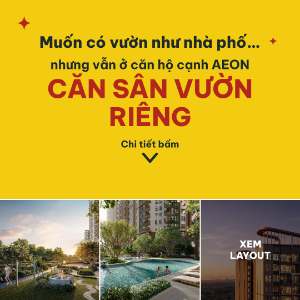 Muốn có vườn như nhà phố...
nhưng vẫn ở căn hộ cạnh AEON
CĂN SÂN VƯỜN
RIÊNG
Chi tiết bấm
XEM
LAYOUT